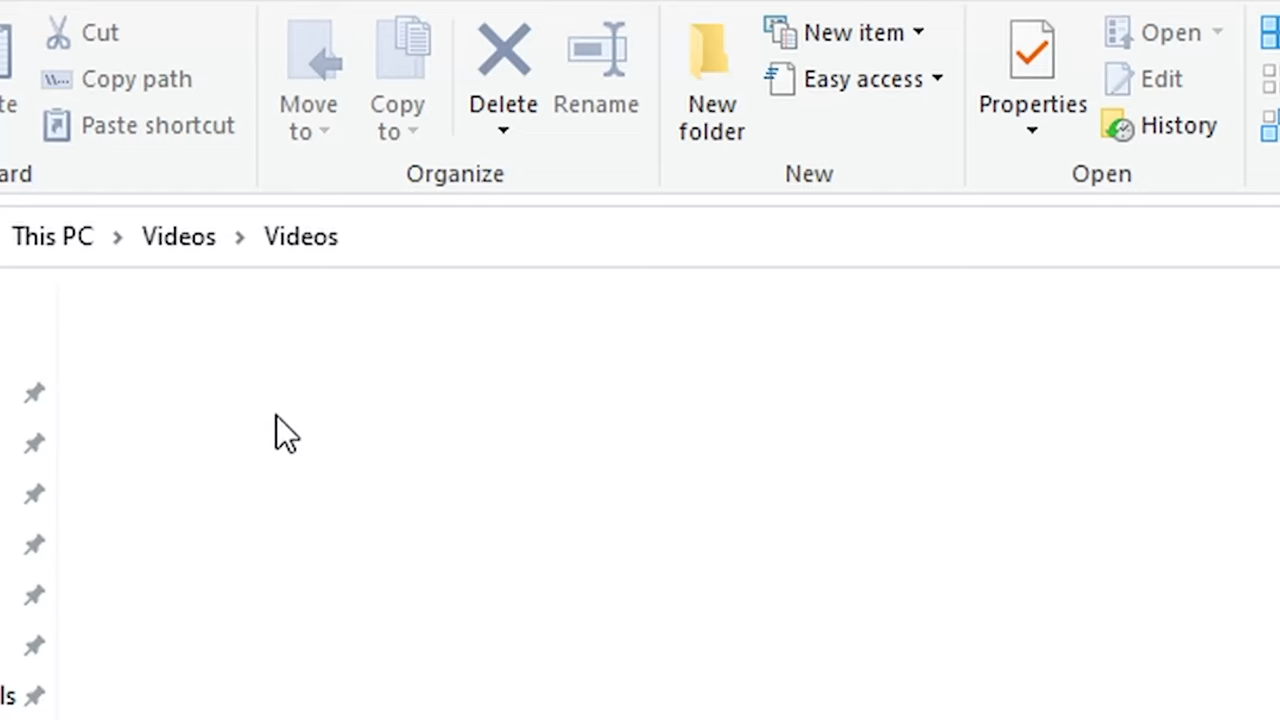 Cut
Copy path
Paste shortcut
Move to
Copy to
Delete
Rename
Organize
New folder
New item
Easy access
New
Properties
Open
Edit
History
Open
This PC > Videos > Videos